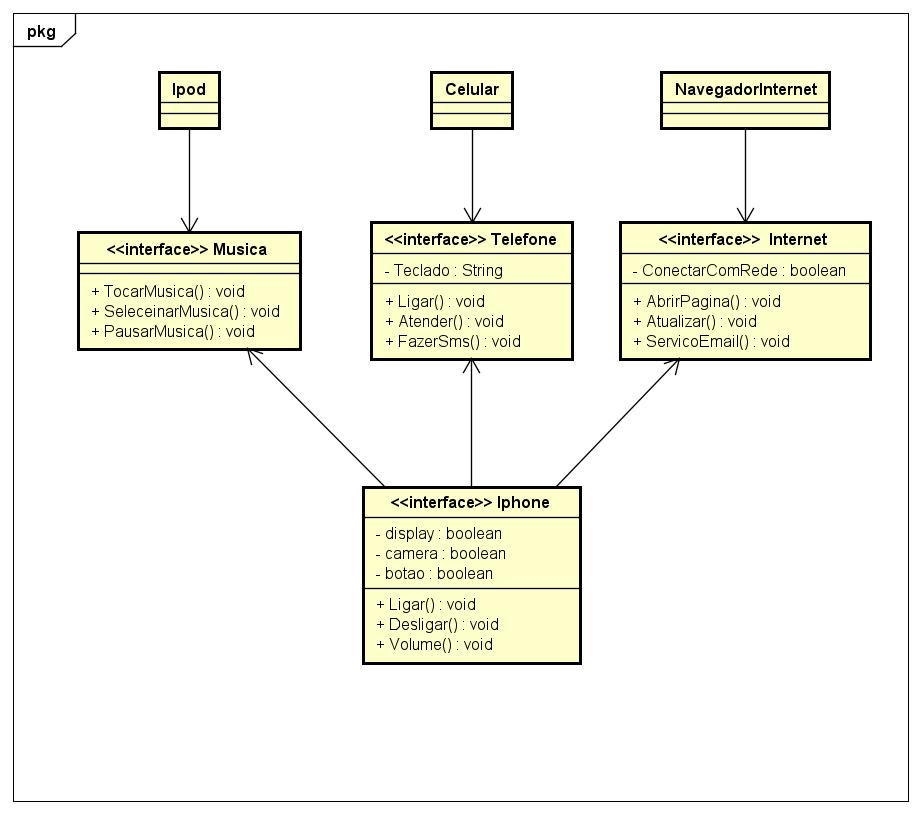 pkg
Ipod
Celular
NavegadorInternet
<<interface>> Musica
+ TocarMusica() : void
+ SeleceinarMusica() : void
+ PausarMusica() : void
<<interface>> Telefone
- Teclado : String
+ Ligar() : void
+ Atender() : void
+ FazerSms() : void
<<interface>> Internet
- ConectarComRede : boolean
+ AbrirPagina() : void
+ Atualizar() : void
+ ServicoEmail() : void
<<interface>> Iphone
- display : boolean
- camera : boolean
- botao : boolean
+ Ligar() : void
+ Desligar() : void
+ Volume() : void